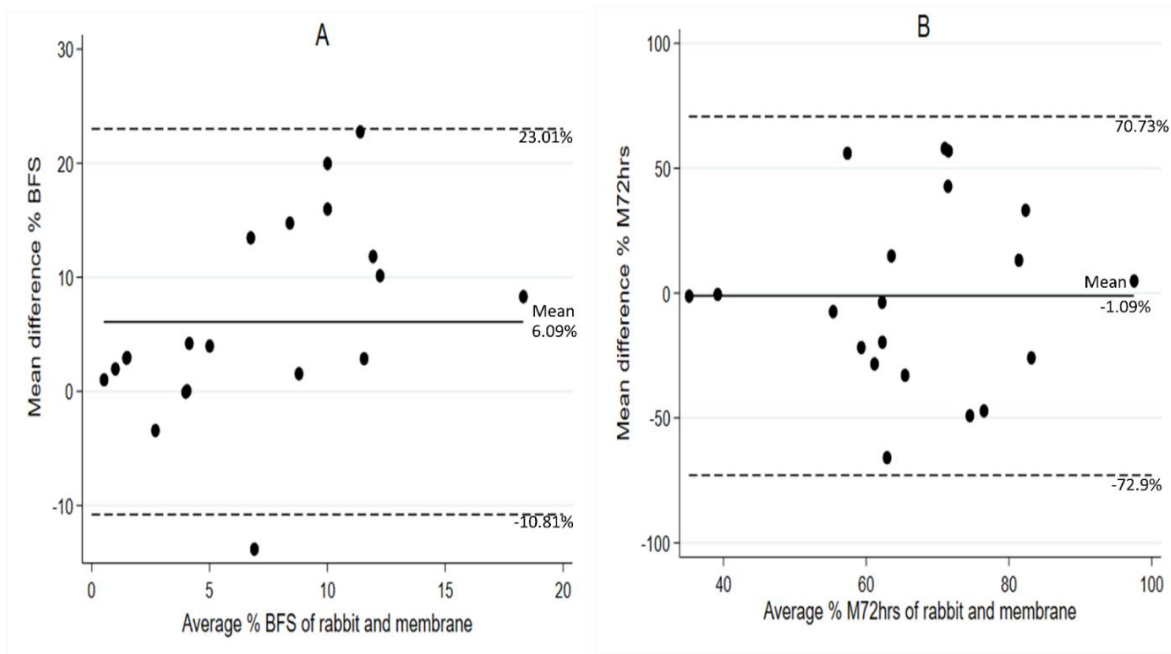 A
Mean difference % BFS
30
20
10
0
-10
23.01%
Mean
6.09%
-10.81%
0 5 10 15 20
Average % BFS of rabbit and membrane
B
Mean difference % M72hrs
100
50
0
-50
-100
70.73%
Mean
-1.09%
-72.9%
40 60 80 100
Average % M72hrs of rabbit and membrane